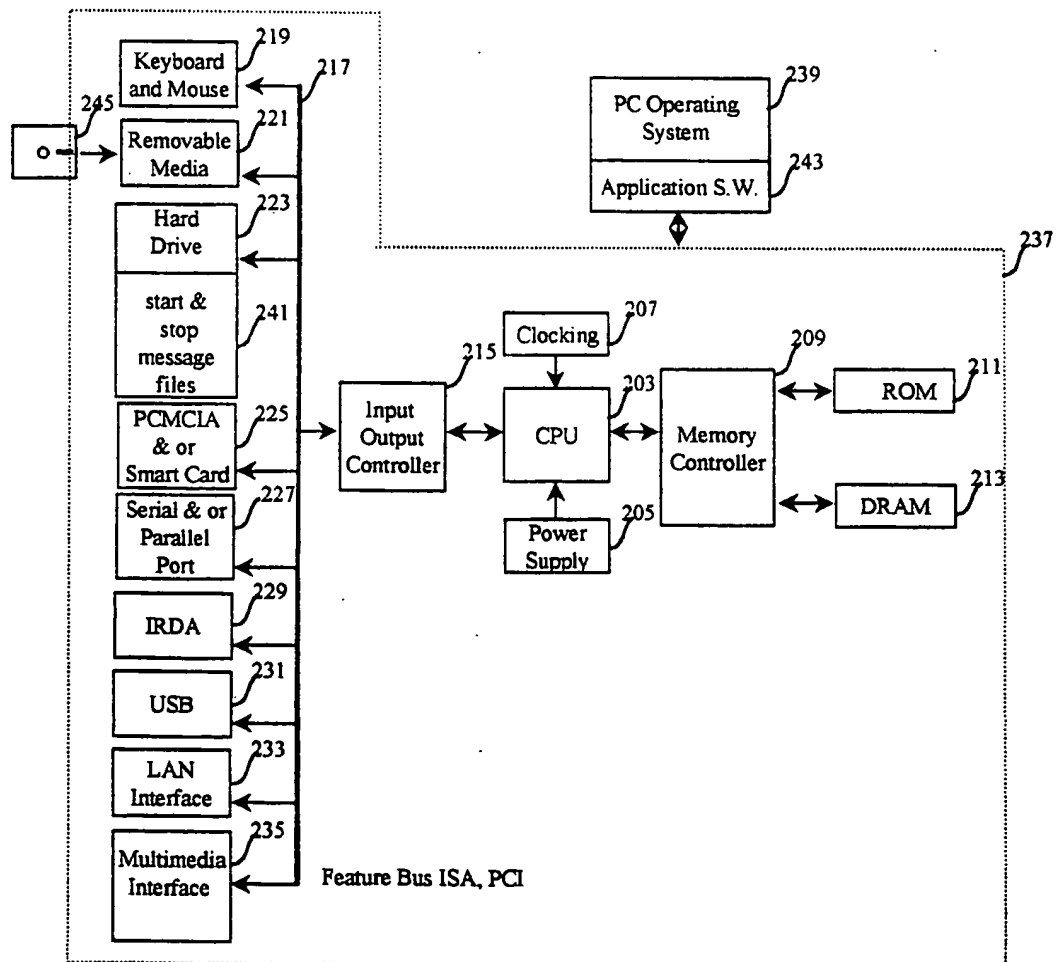 219
Keyboard
and Mouse
217
245
221
Removable
Media
223
Hard
Drive
241
start &
stop
message
files
225
PCMCIA
& or
Smart Card
227
Serial & or
Parallel
Port
229
IRDA
231
USB
233
LAN
Interface
235
Multimedia
Interface
Feature Bus ISA, PCI
215
Input
Output
Controller
207
Clocking
203
CPU
205
Power
Supply
209
Memory
Controller
211
ROM
213
DRAM
239
PC Operating
System
243
Application S.W.
237